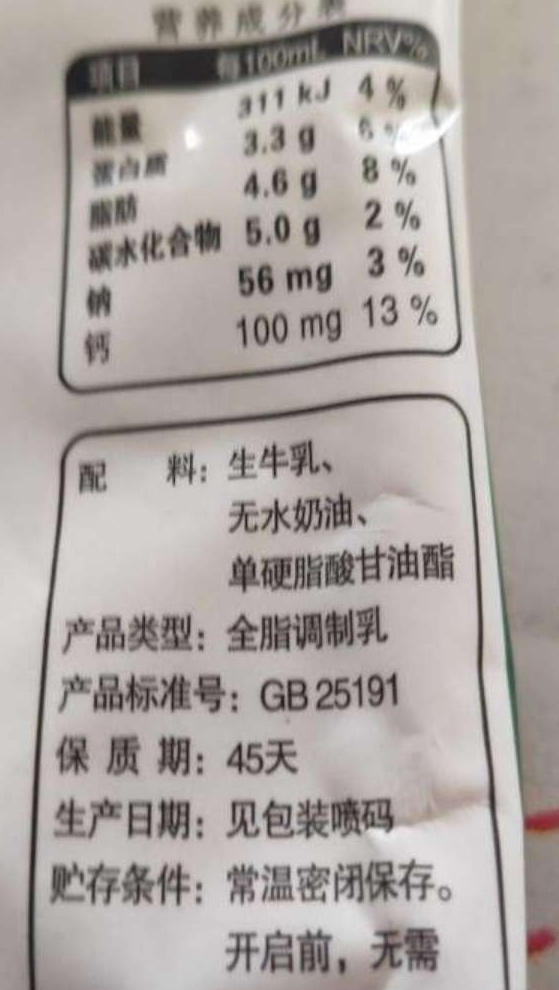 营养成分表
项目 每100mL NRV%
能量 311 kJ 4 %
蛋白质 3.3 g 6 %
脂肪 4.6 g 8 %
碳水化合物 5.0 g 2 %
钠 56 mg 3 %
钙 100 mg 13 %
配 料：生牛乳、
无水奶油、
单硬脂酸甘油酯
产品类型：全脂调制乳
产品标准号：GB 25191
保质期：45天
生产日期：见包装喷码
贮存条件：常温密闭保存。
开启前，无需